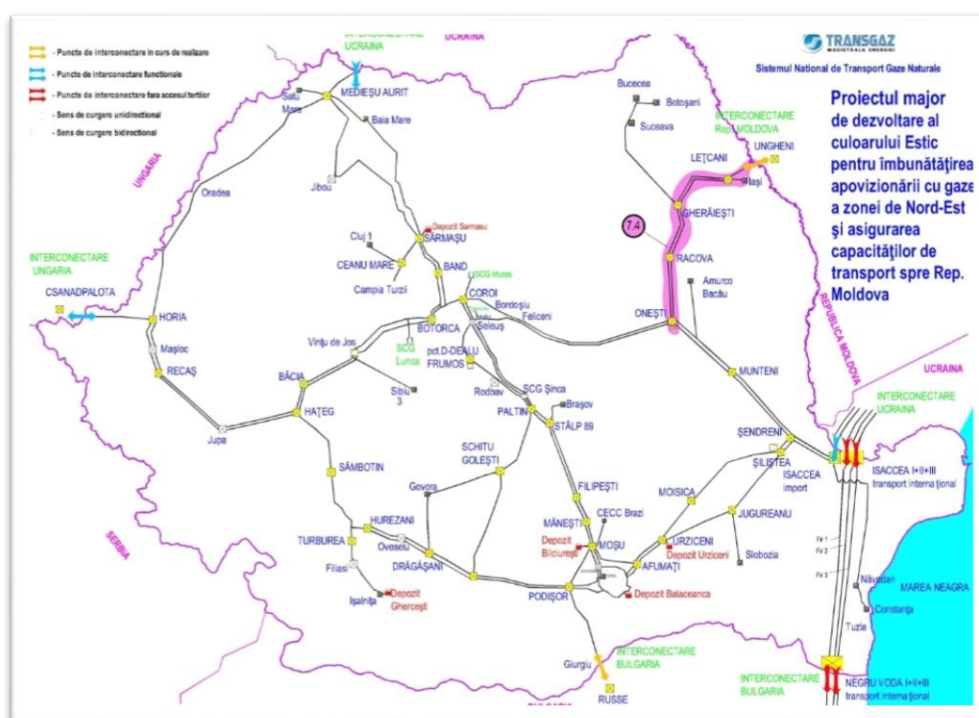 INTERCONECTARE
UCRAINA
UCRAINA
TRANSGAZ
MAGISTRALA ENERGIEI
- Puncte de interconectare in curs de realizare
- Puncte de interconectare functionale
- Puncte de interconectare fara accesul tertilor
- Sens de curgere unidirectional
- Sens de curgere bidirectional
Sistemul National de Transport Gaze Naturale
Proiectul major
de dezvoltare al
culoarului Estic
pentru îmbunătățirea
apovizionării cu gaze
a zonei de Nord-Est
și asigurarea
capacităților de
transport spre Rep.
Moldova
MEDIEȘU AURIT
Satu
Mare
Baia Mare
Bucecea
Botoșani
Suceava
INTERCONECTARE
Rep. MOLDOVA
UNGHENI
LEȚCANI
Iași
UNGARIA
Oradea
Jibou
GHERĂIEȘTI
7.4
Depozit Sarmasu
SĂRMAȘU
Cluj 1
CEANU MARE
Campia Turzii
BAND
RACOVA
Amurco
Bacău
INTERCONECTARE
UNGARIA
CSANADPALOTA
SCG Mures
COROI
Bordoșiu
Feliceni
ONEȘTI
REPUBLICA MOLDOVA
HORIA
Mașloc
RECAȘ
BOTORCA
Seleuș
Vințu de Jos
SCG
Lunca
pct.D-DEALU
FRUMOS
Rodbav
SCG Șinca
MUNTENI
UCRAINA
INTERCONECTARE
UCRAINA
BĂCIA
Sibiu
3
HAȚEG
PALTIN
Brașov
STÂLP 89
Jupa
ȘENDRENI
ȘILIȘTEA
ISACCEA
import
ISACCEA I+II+III
transport internațional
SCHITU
GOLEȘTI
SÂMBOTIN
Govora
FILIPEȘTI
MOISICA
JUGUREANU
MĂNEȘTI
CECC Brazi
HUREZANI
Oveselu
TURBUREA
Depozit
Bilciurești
MOȘU
URZICENI
Depozit Urziceni
Slobozia
Fir 1
Fir 2
Fir 3
SERBIA
Filiasi
DRĂGĂȘANI
AFUMAȚI
Năvodari
MAREA NEAGRA
Ișalnița
Depozit
Ghercești
PODIȘOR
Depozit Balaceanca
Constanța
Tuzla
Giurgiu
INTERCONECTARE
BULGARIA
RUSSE
INTERCONECTARE
BULGARIA
NEGRU VODA I+II+III
transport internațional